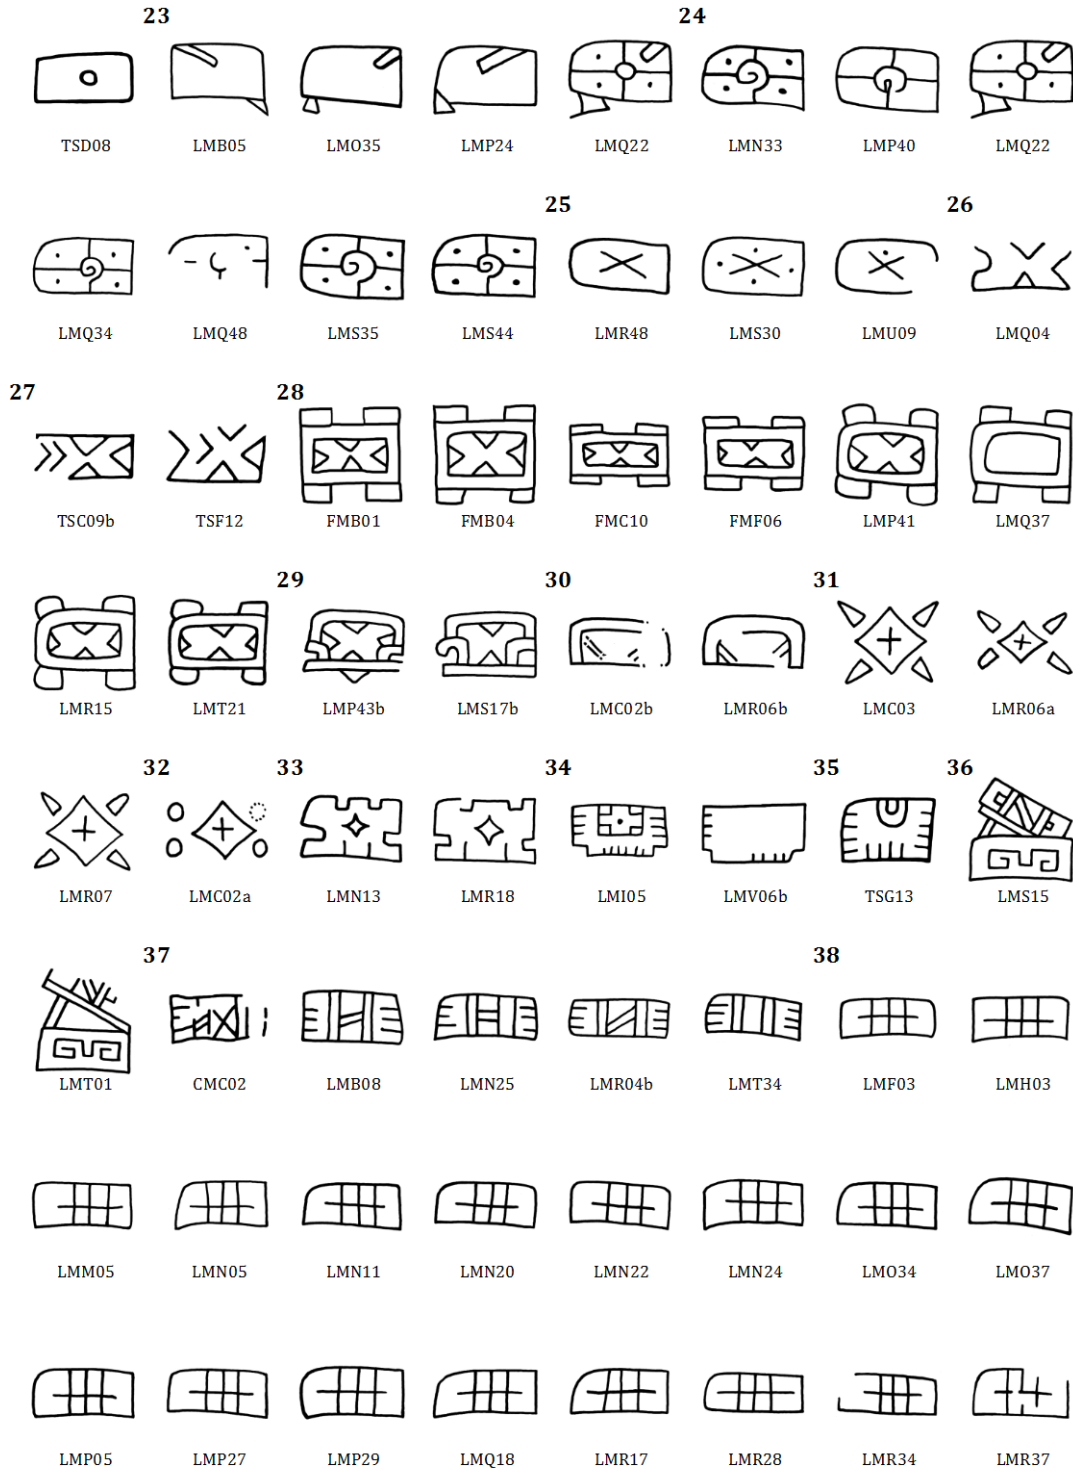 23 24
TSD08 LMB05 LMO35 LMP24 LMQ22 LMN33 LMP40 LMQ22
25 26
LMQ34 LMQ48 LMS35 LMS44 LMR48 LMS30 LMU09 LMQ04
27 28
TSC09b TSF12 FMB01 FMB04 FMC10 FMF06 LMP41 LMQ37
29 30 31
LMR15 LMT21 LMP43b LMS17b LMC02b LMR06b LMC03 LMR06a
32 33 34 35 36
LMR07 LMC02a LMN13 LMR18 LMI05 LMV06b TSG13 LMS15
37 38
LMT01 CMC02 LMB08 LMN25 LMR04b LMT34 LMF03 LMH03
LMM05 LMN05 LMN11 LMN20 LMN22 LMN24 LMO34 LMO37
LMP05 LMP27 LMP29 LMQ18 LMR17 LMR28 LMR34 LMR37